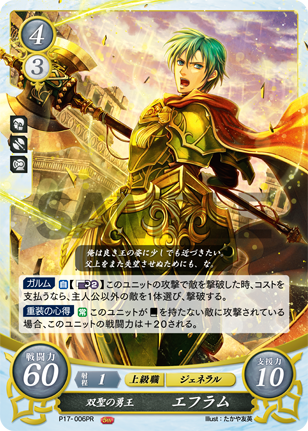 4
3
俺は良き王の姿に少しでも近づきたい。
父上をまた失望させぬためにも、な。
ガルム 自 【2】このユニットの攻撃で敵を撃破した時、コストを
支払うなら、主人公以外の敵を1体選び、撃破する。
重装の心得 常 このユニットが を持たない敵に攻撃されている
場合、このユニットの戦闘力は+20される。
戦闘力
60
射程 1 上級職 ジェネラル
支援力
10
双聖の勇王 エフラム
P17-006PR
Illust.:たかや友英